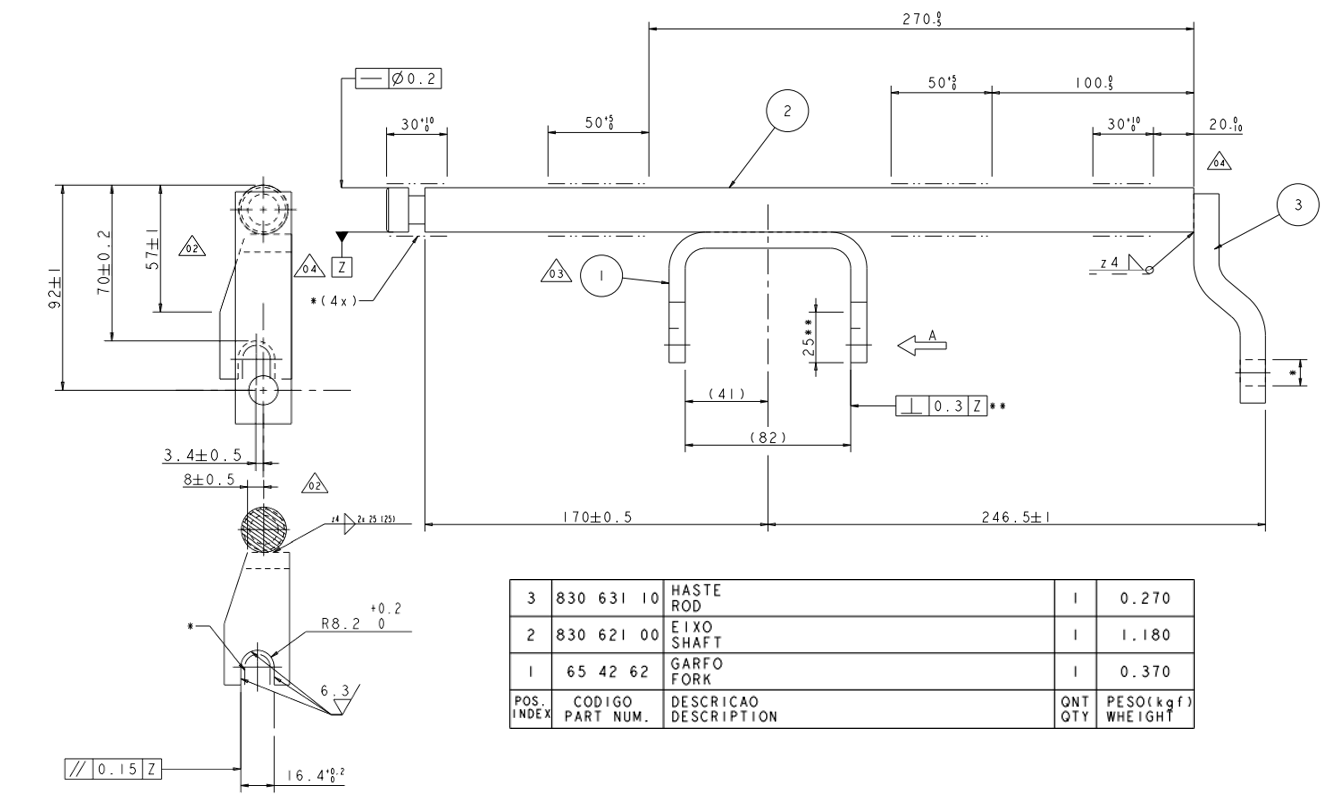 270 0 -5
⌀0.2
50 +5 0
100 0 -5
30 +10 0
50 +5 0
2
30 +10 0
20 0 -10
04
3
92±1
70±0.2
57±1
02
04
Z
*(4x)
03
1
z4
25**
A
(41)
0.3 Z **
*
(82)
3.4±0.5
8±0.5
02
170±0.5
246.5±1
z4 2x 25 (25)
*
R8.2 +0.2 0
6.3
0.15 Z
16.4 +0.2 0
3 830 631 10 HASTE 1 0.270
ROD
2 830 621 00 EIXO 1 1.180
SHAFT
1 65 42 62 GARFO 1 0.370
FORK
POS. CODIGO DESCRICAO QNT PESO(kgf)
INDEX PART NUM. DESCRIPTION QTY WHEIGHT